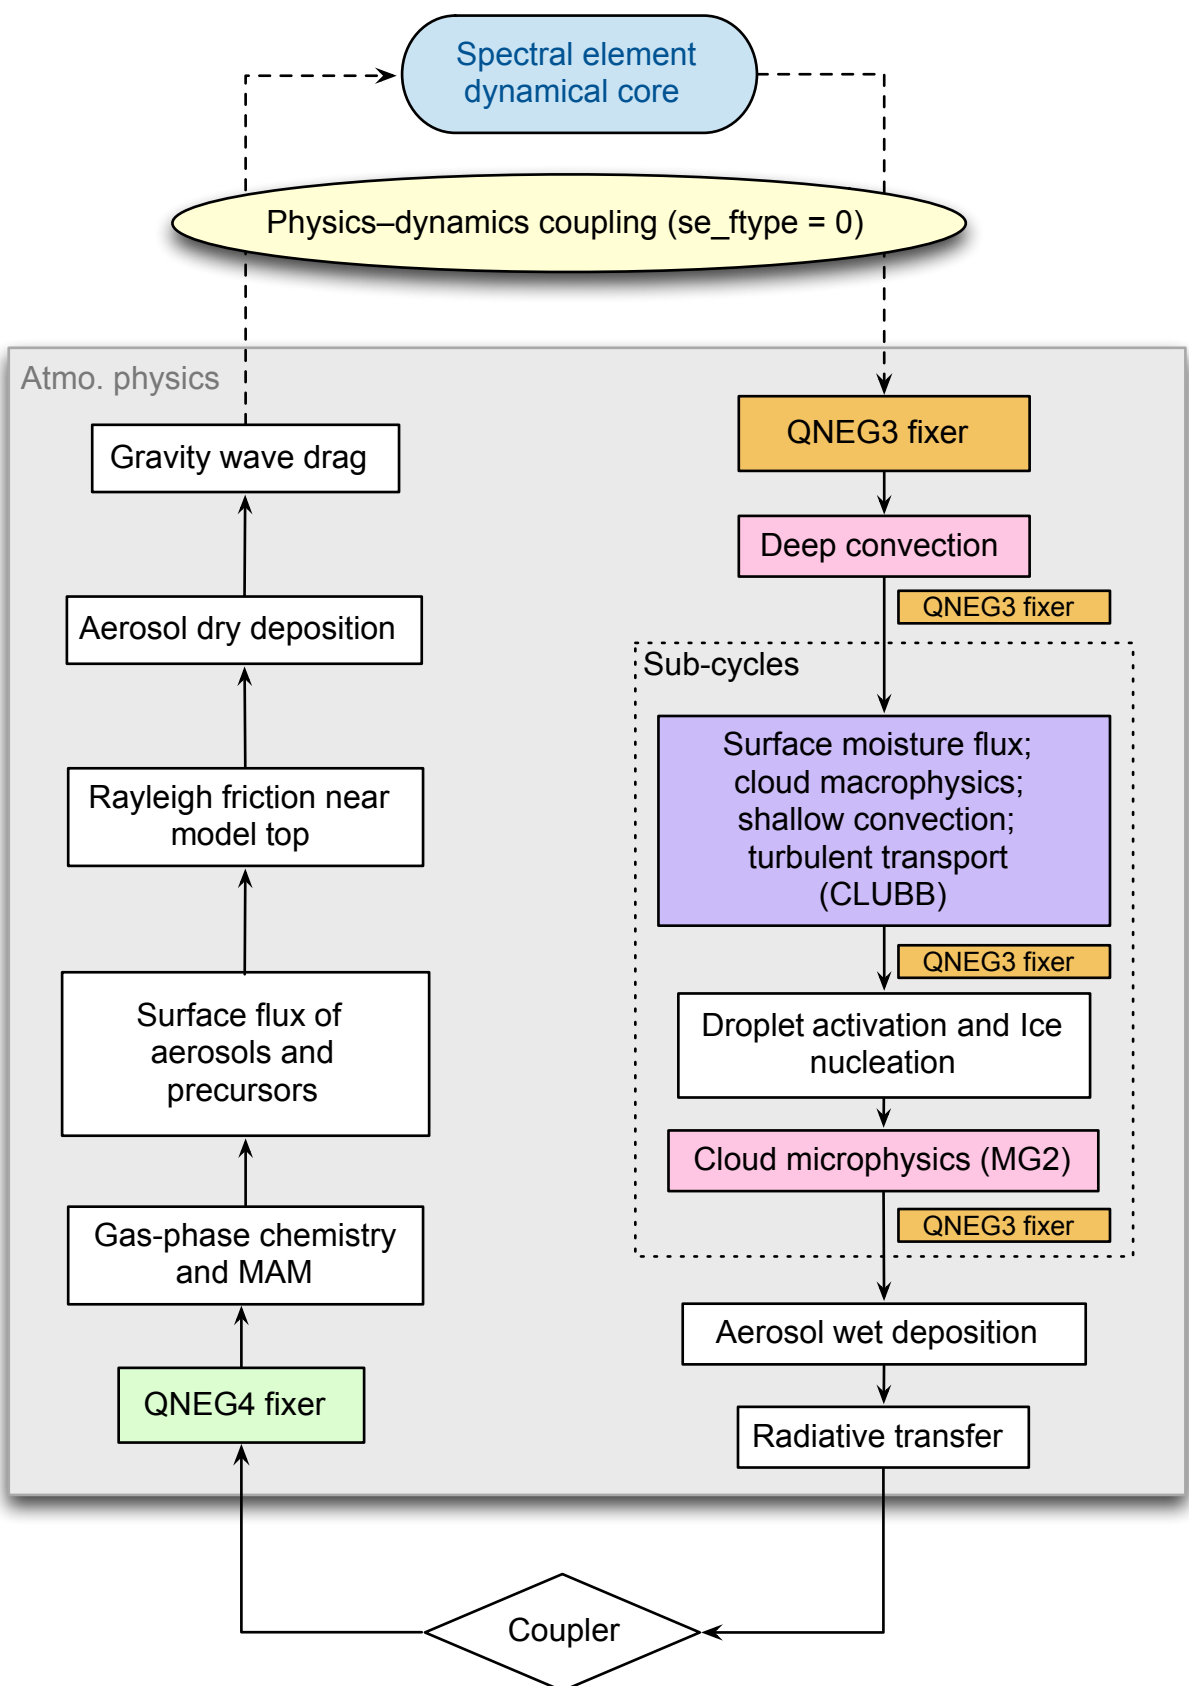 Spectral element
dynamical core
Physics–dynamics coupling (se_ftype = 0)
Atmo. physics
QNEG3 fixer
Deep convection
QNEG3 fixer
Sub-cycles
Surface moisture flux;
cloud macrophysics;
shallow convection;
turbulent transport
(CLUBB)
QNEG3 fixer
Droplet activation and Ice
nucleation
Cloud microphysics (MG2)
QNEG3 fixer
Aerosol wet deposition
Radiative transfer
Coupler
QNEG4 fixer
Gas-phase chemistry
and MAM
Surface flux of
aerosols and
precursors
Rayleigh friction near
model top
Aerosol dry deposition
Gravity wave drag